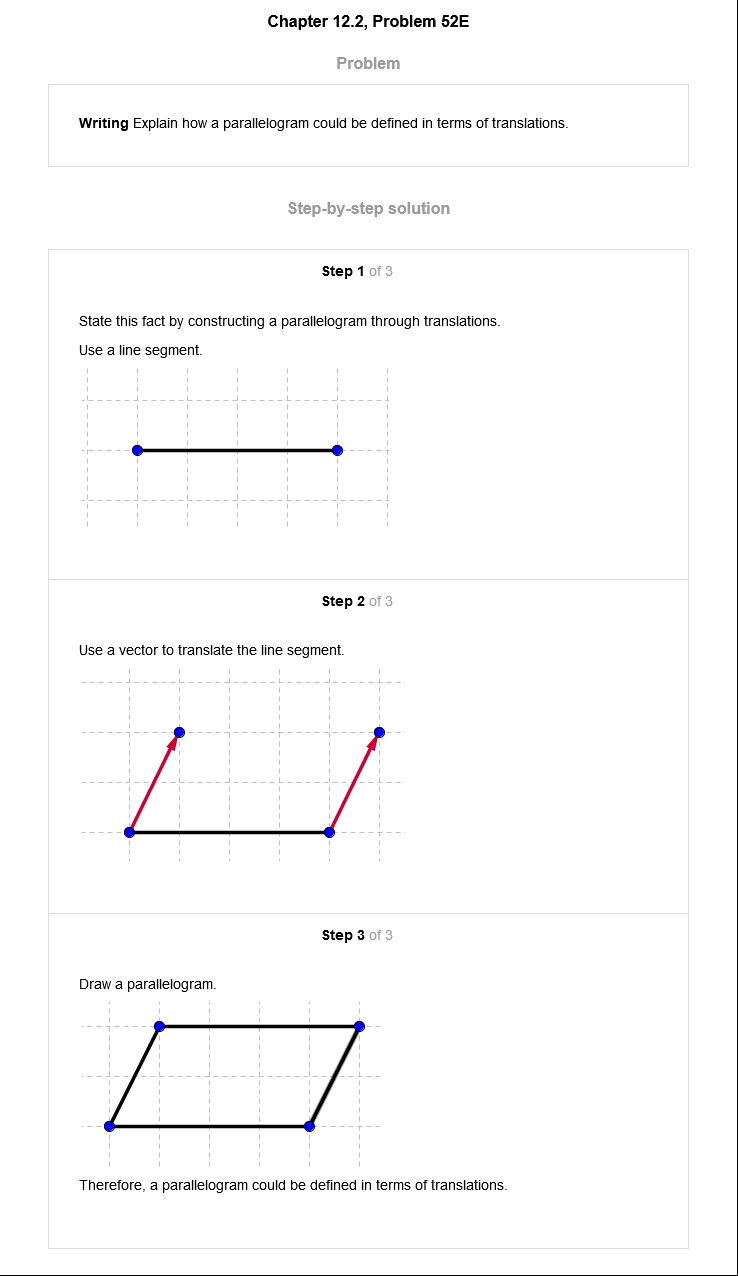 Chapter 12.2, Problem 52E
Problem
Writing Explain how a parallelogram could be defined in terms of translations.
Step-by-step solution
Step 1 of 3
State this fact by constructing a parallelogram through translations.
Use a line segment.
Step 2 of 3
Use a vector to translate the line segment.
Step 3 of 3
Draw a parallelogram.
Therefore, a parallelogram could be defined in terms of translations.